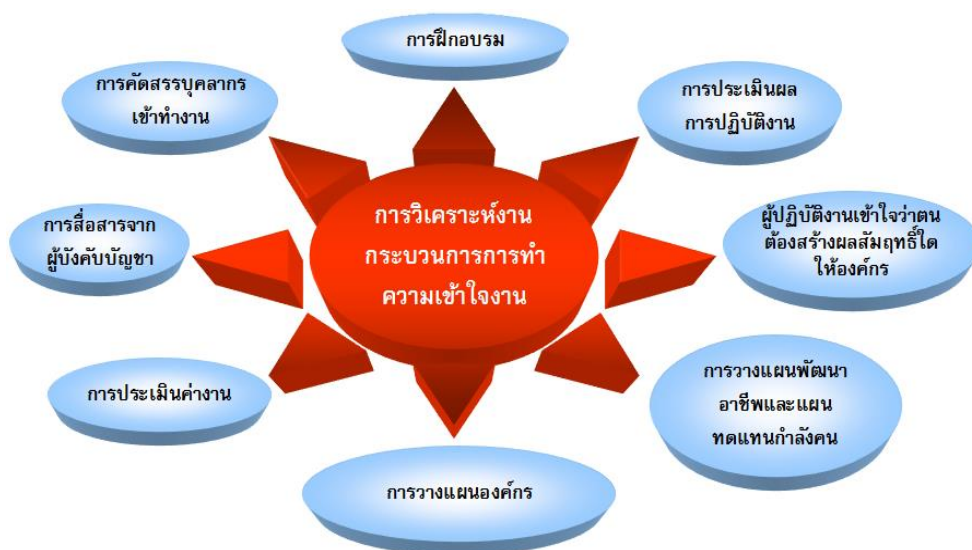 การฝึกอบรม
การคัดสรรบุคลากร
เข้าทำงาน
การประเมินผล
การปฏิบัติงาน
การสื่อสารจาก
ผู้บังคับบัญชา
การวิเคราะห์งาน
กระบวนการการทำ
ความเข้าใจงาน
ผู้ปฏิบัติงานเข้าใจว่าตน
ต้องสร้างผลสัมฤทธิ์ใด
ให้องค์กร
การประเมินค่างาน
การวางแผนพัฒนา
อาชีพและแผน
ทดแทนกำลังคน
การวางแผนองค์กร